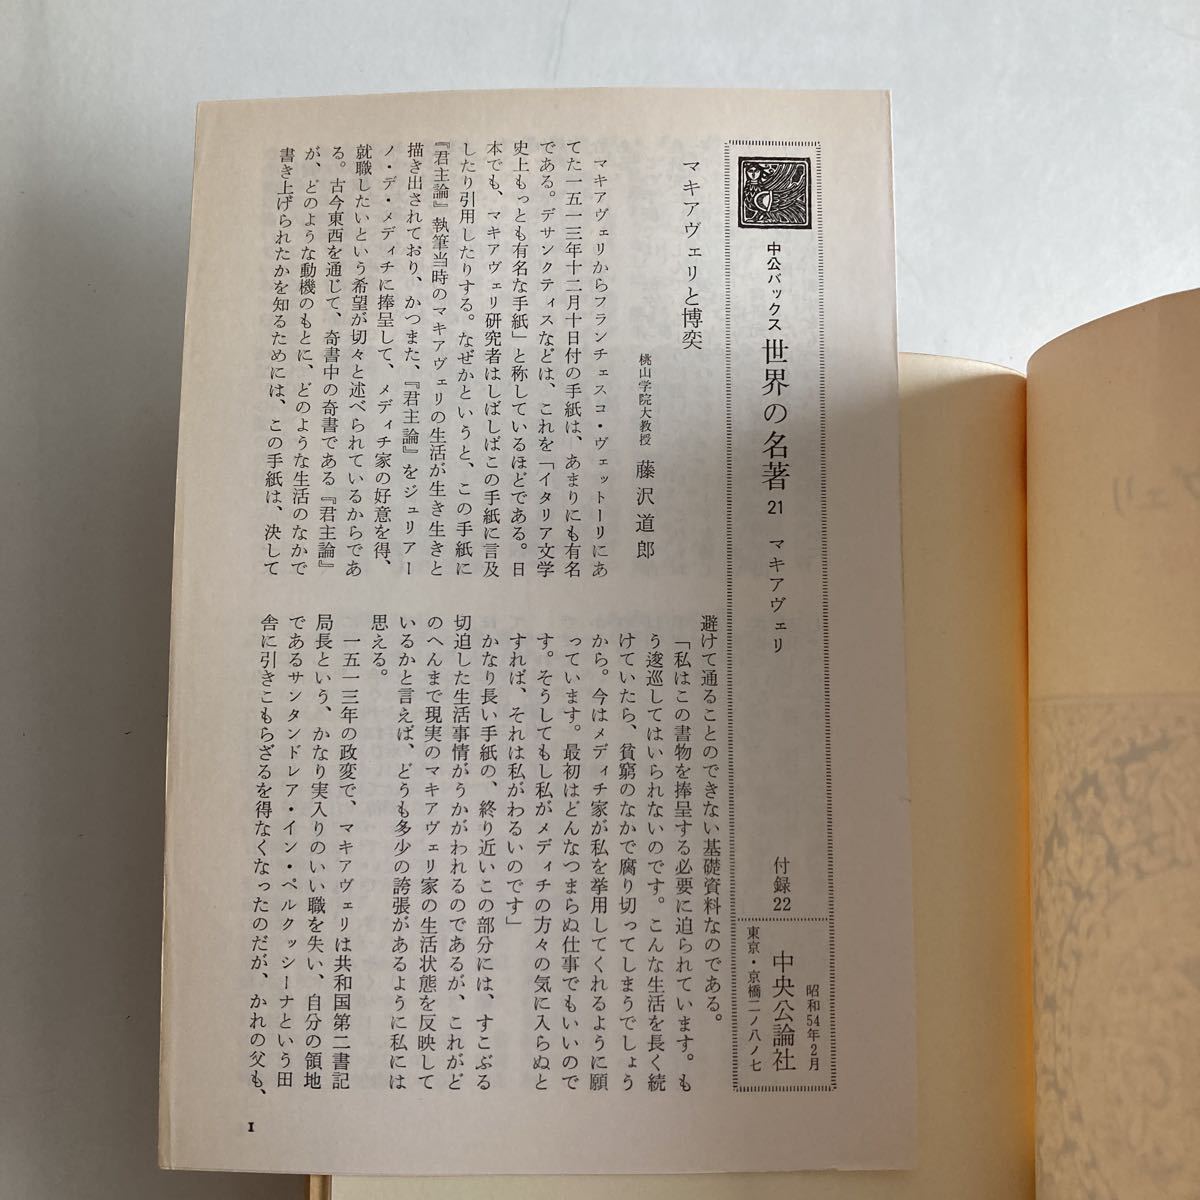 中公バックス 世界の名著 21 マキアヴェリ 付録22
昭和54年2月
中央公論社
東京・京橋二ノ八ノ七
マキアヴェリと博奕
桃山学院大教授 藤沢道郎
マキアヴェリからフランチェスコ・ヴェットーリにあ
てた一五一三年十二月十日付の手紙は、あまりにも有名
である。デサンクティスなどは、これを「イタリア文学
史上もっとも有名な手紙」と称しているほどである。日
本でも、マキアヴェリ研究者はしばしばこの手紙に言及
したり引用したりする。なぜかというと、この手紙に
『君主論』執筆当時のマキアヴェリの生活が生き生きと
描き出されており、かつまた、『君主論』をジュリアー
ノ・デ・メディチに捧呈して、メディチ家の好意を得、
就職したいという希望が切々と述べられているからであ
る。古今東西を通じて、奇書中の奇書である『君主論』
が、どのような動機のもとに、どのような生活のなかで
書き上げられたかを知るためには、この手紙は、決して
避けて通ることのできない基礎資料なのである。
「私はこの書物を捧呈する必要に迫られています。も
う逡巡してはいられないのです。こんな生活を長く続
けていたら、貧窮のなかで腐り切ってしまうでしょう
から。今はメディチ家が私を挙用してくれるように願
っています。最初はどんなつまらぬ仕事でもいいので
す。そうしてもし私がメディチの方々の気に入らぬと
すれば、それは私がわるいのです」
かなり長い手紙の、終り近いこの部分には、すこぶる
切迫した生活事情がうかがわれるのであるが、これがど
のへんまで現実のマキアヴェリ家の生活状態を反映して
いるかと言えば、どうも多少の誇張があるように私には
思える。
一五一三年の政変で、マキアヴェリは共和国第二書記
局長という、かなり実入りのいい職を失い、自分の領地
であるサンタンドレア・イン・ペルクッシーナという田
舎に引きこもらざるを得なくなったのだが、かれの父も、
1